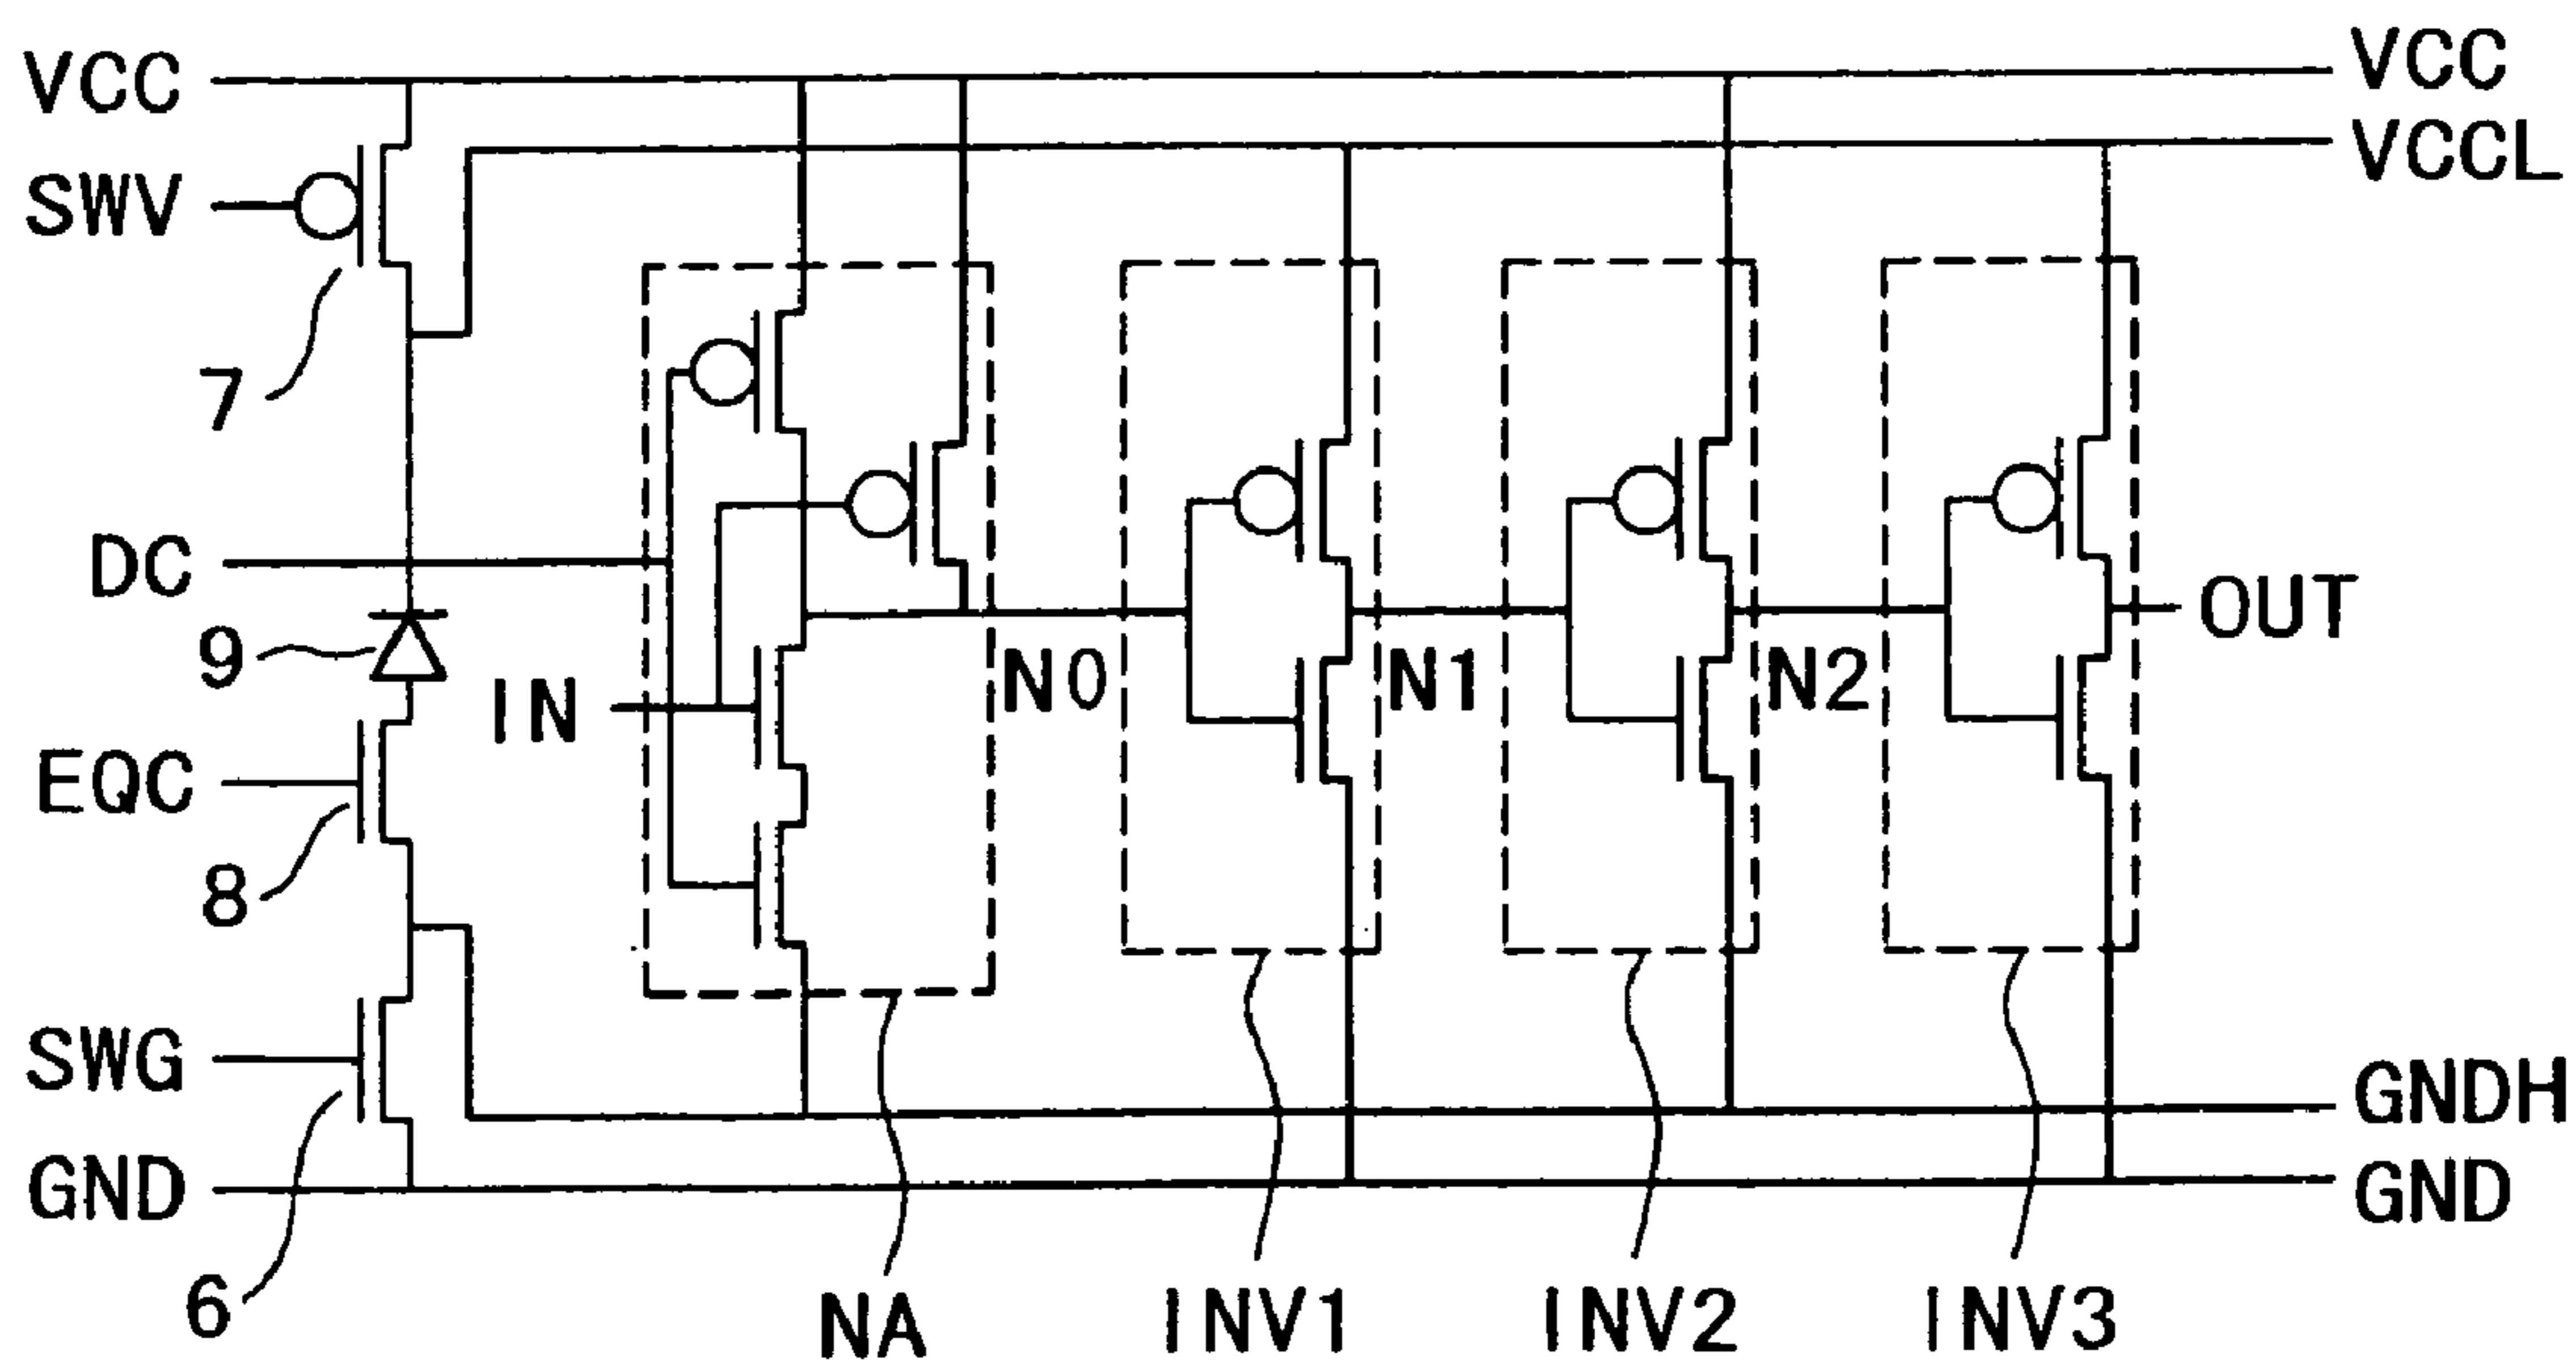 VCC
VCC
VCCL
SWV
7
DC
9
OUT
IN
N0
N1
N2
EQC
8
SWG
GNDH
GND
GND
6
NA
INV1
INV2
INV3